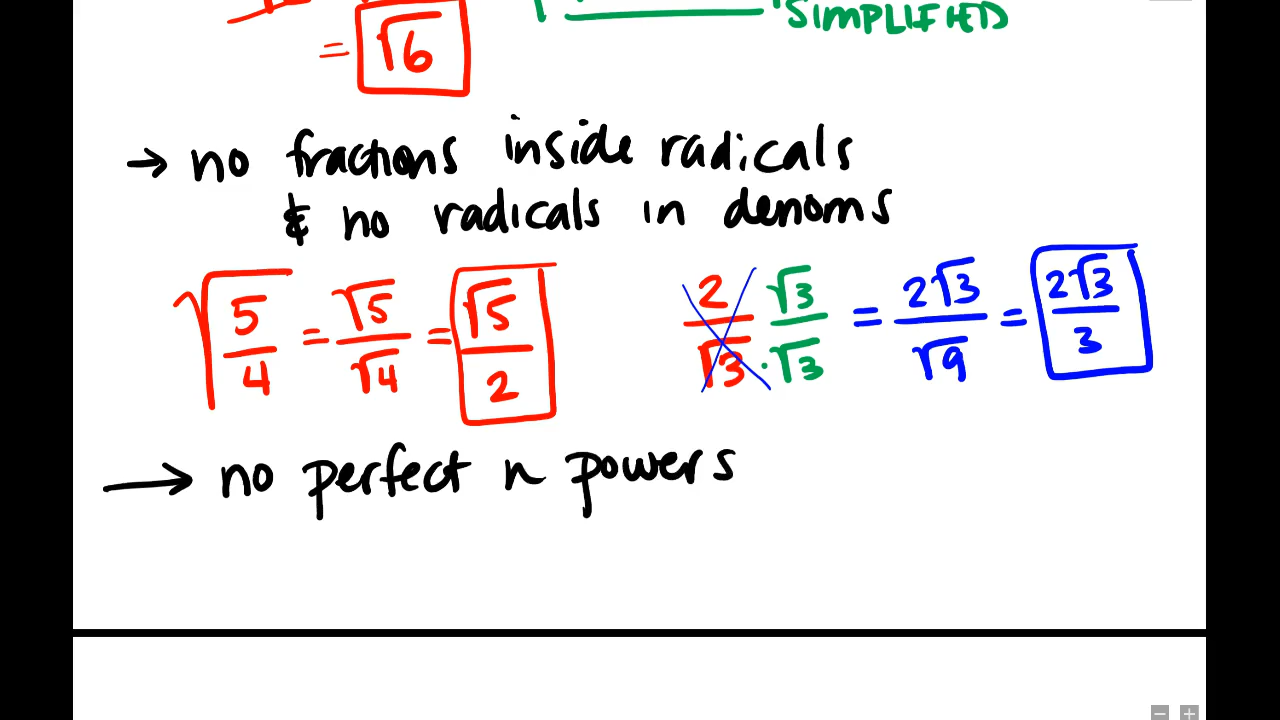 SIMPLIFIED
= √6
→ no fractions inside radicals
& no radicals in denoms
√(5/4) = √5/√4 = √5/2
2/√3 · √3/√3 = 2√3/√9 = 2√3/3
→ no perfect n powers